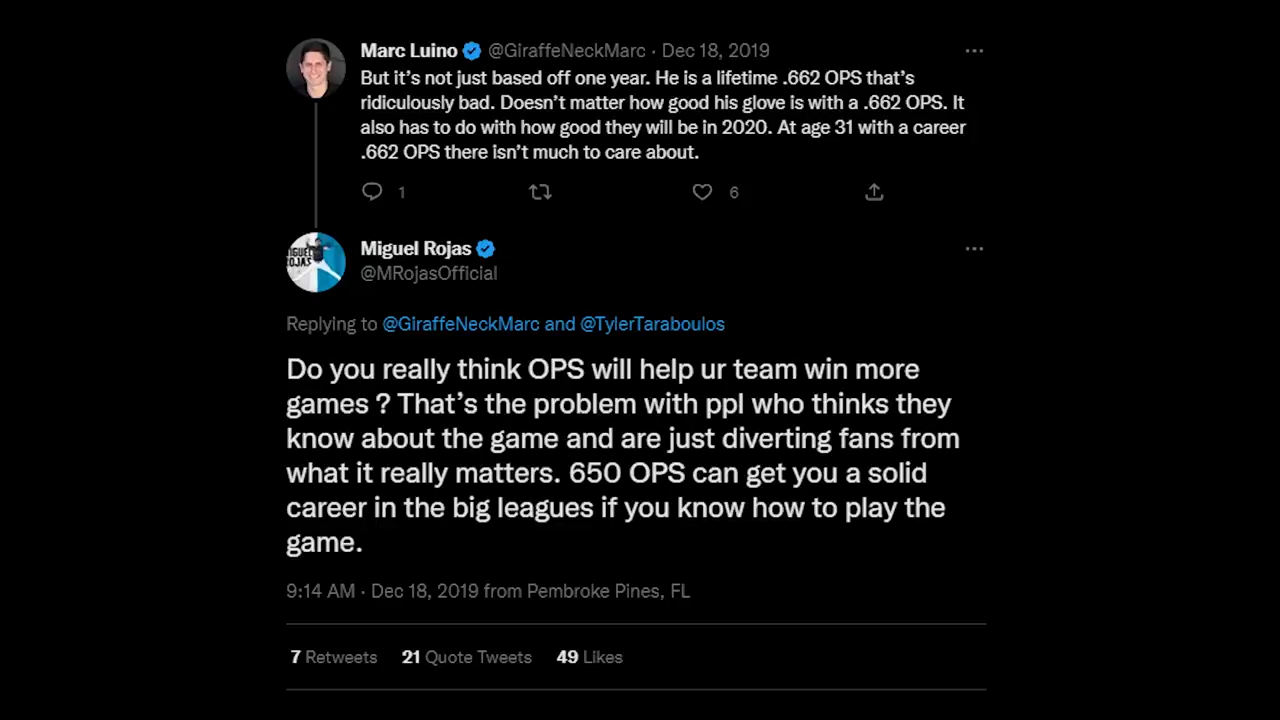 Marc Luino @GiraffeNeckMarc · Dec 18, 2019
But it’s not just based off one year. He is a lifetime .662 OPS that’s
ridiculously bad. Doesn’t matter how good his glove is with a .662 OPS. It
also has to do with how good they will be in 2020. At age 31 with a career
.662 OPS there isn’t much to care about.
1 6
MIGUEL
ROJAS
Miguel Rojas
@MRojasOfficial
Replying to @GiraffeNeckMarc and @TylerTaraboulos
Do you really think OPS will help ur team win more
games ? That’s the problem with ppl who thinks they
know about the game and are just diverting fans from
what it really matters. 650 OPS can get you a solid
career in the big leagues if you know how to play the
game.
9:14 AM · Dec 18, 2019 from Pembroke Pines, FL
7 Retweets 21 Quote Tweets 49 Likes